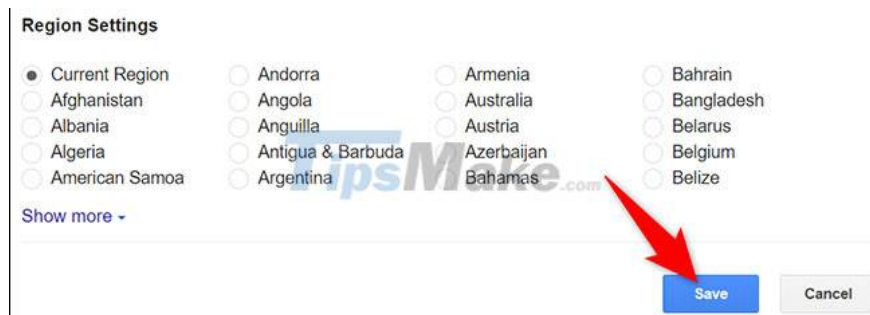 Region Settings
Current Region Andorra Armenia Bahrain
Afghanistan Angola Australia Bangladesh
Albania Anguilla Austria Belarus
Algeria Antigua & Barbuda Azerbaijan Belgium
American Samoa Argentina Bahamas Belize
TipsMake.com
Show more
Save Cancel